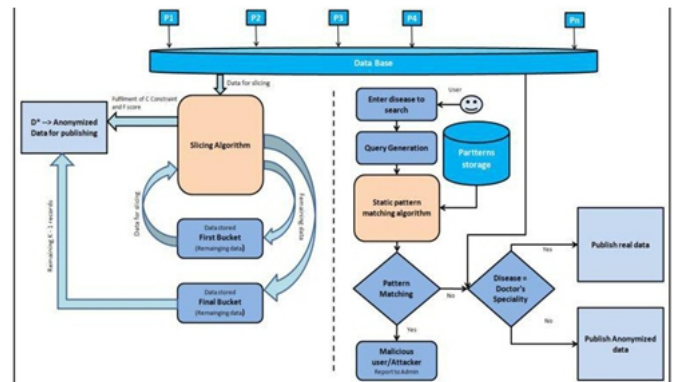 P1
P2
P3
P4
Pn
Data Base
Data for slicing
Fulfilment of C Constraint
and F score
D* --> Anonymized
Data for publishing
Slicing Algorithm
Data for slicing
Remaining data
Remaining K - 1 records
Data stored
First Bucket
(Remainging data)
Data stored
Final Bucket
(Remainging data)
User
Enter disease to
search
Query Generation
Partterns
storage
Static pattern
matching algorithm
Pattern
Matching
No
Yes
Malicious
user/Attacker
Report to Admin
Disease =
Doctor's
Speciality
Yes
No
Publish real data
Publish Anonymized
data